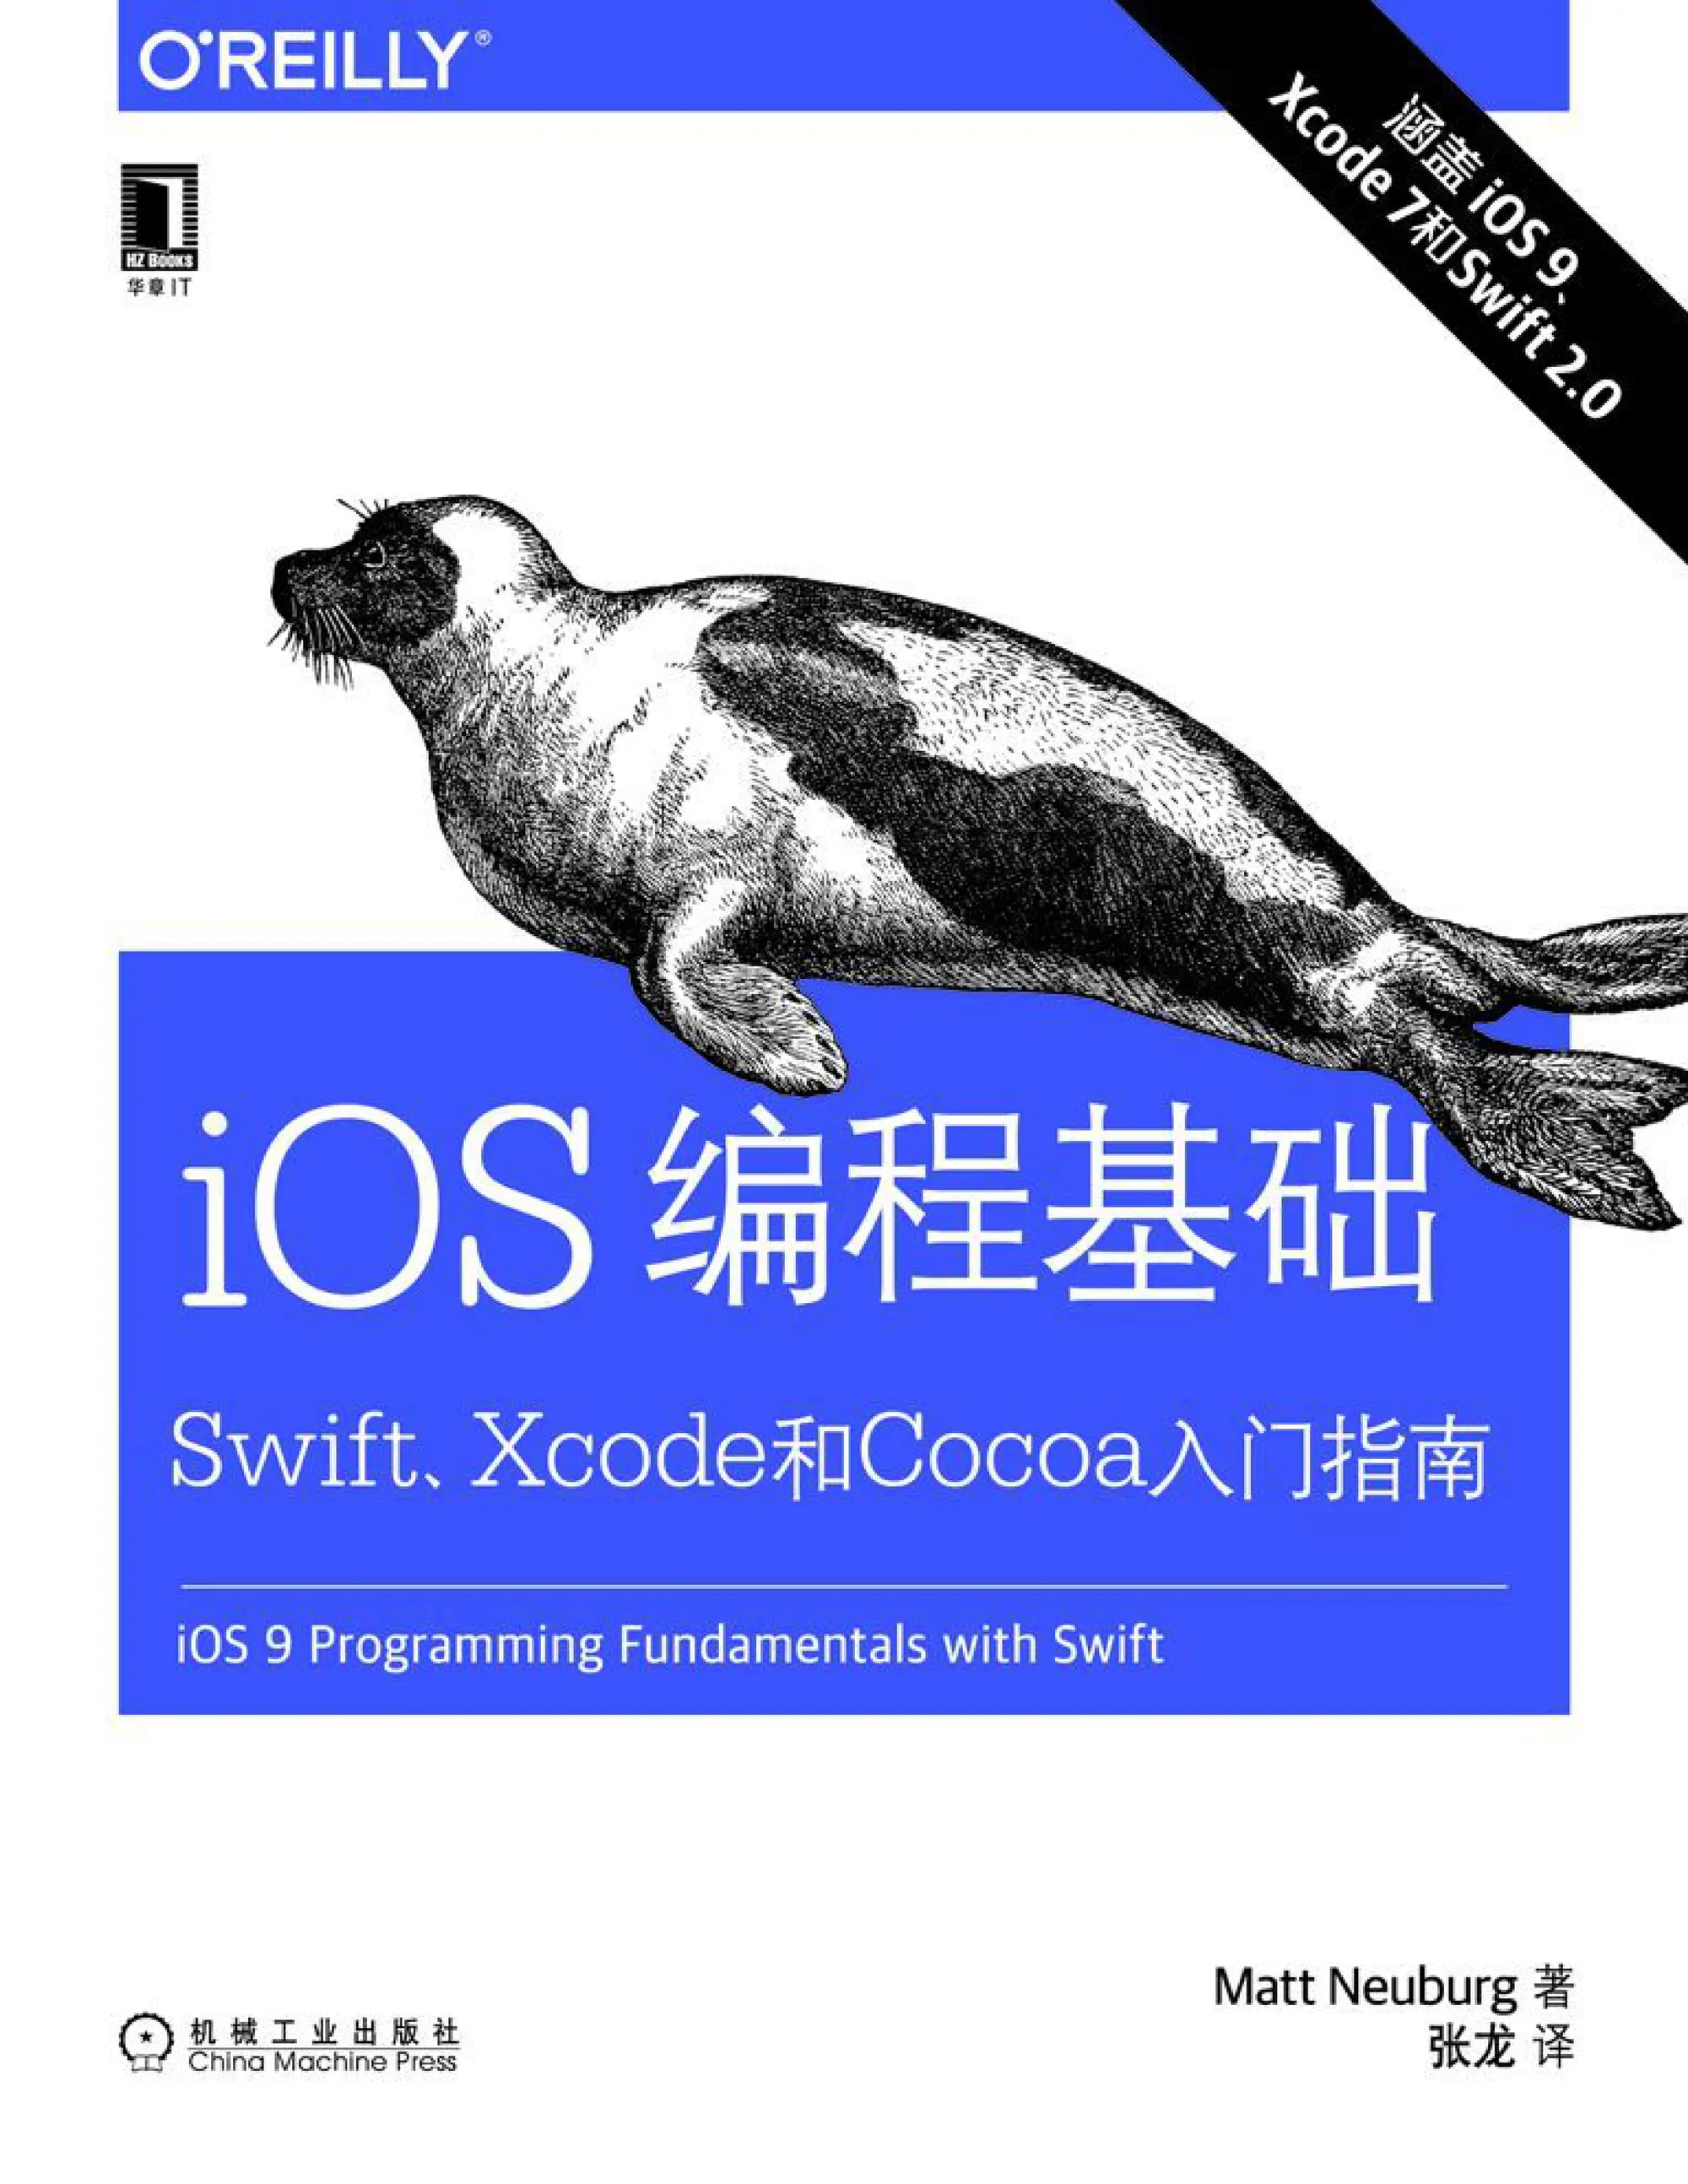 O'REILLY®
涵盖 iOS 9、
Xcode 7和Swift 2.0
HZ BOOKS
华章IT
iOS 编程基础
Swift、Xcode和Cocoa入门指南
iOS 9 Programming Fundamentals with Swift
Matt Neuburg 著
张龙 译
机械工业出版社
China Machine Press